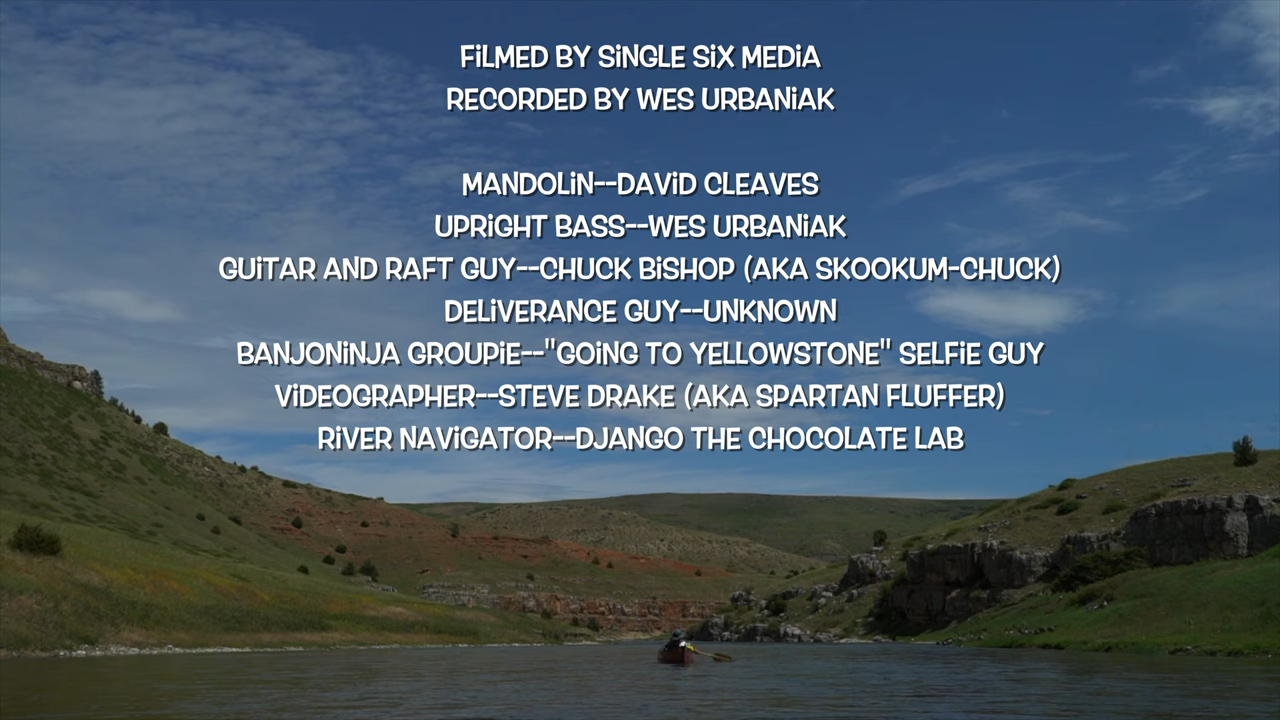 FiLMED BY SiNGLE SiX MEDiA
RECORDED BY WES URBANiAK
MANDOLiN--DAViD CLEAVES
UPRiGHT BASS--WES URBANiAK
GUiTAR AND RAFT GUY--CHUCK BiSHOP (AKA SKOOKUM-CHUCK)
DELiVERANCE GUY--UNKNOWN
BANJONiNJA GROUPiE--"GOiNG TO YELLOWSTONE" SELFiE GUY
ViDEOGRAPHER--STEVE DRAKE (AKA SPARTAN FLUFFER)
RiVER NAViGATOR--DJANGO THE CHOCOLATE LAB